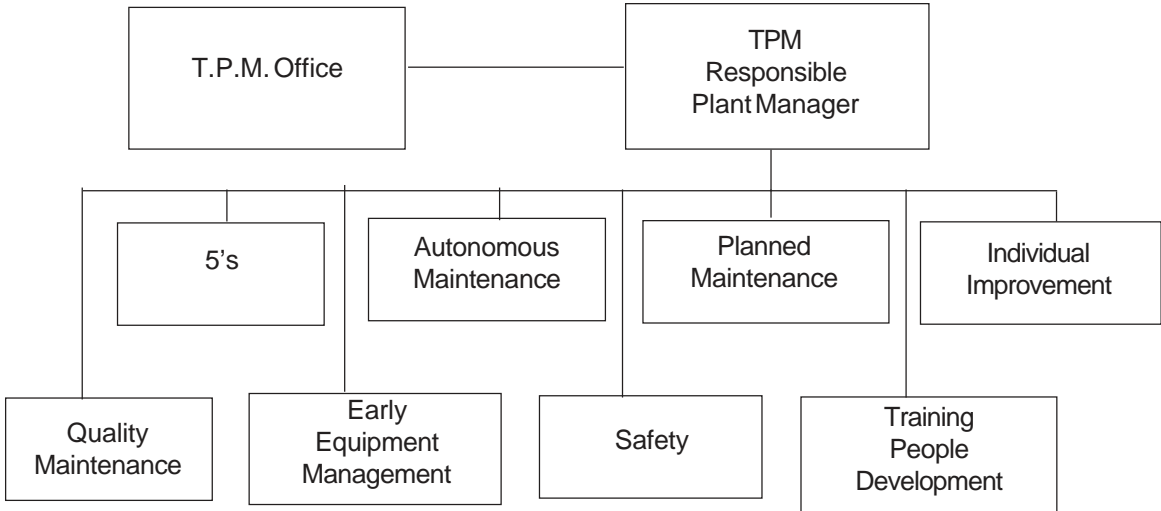 T.P.M. Office
TPM
Responsible
Plant Manager
5's
Autonomous
Maintenance
Planned
Maintenance
Individual
Improvement
Quality
Maintenance
Early
Equipment
Management
Safety
Training
People
Development